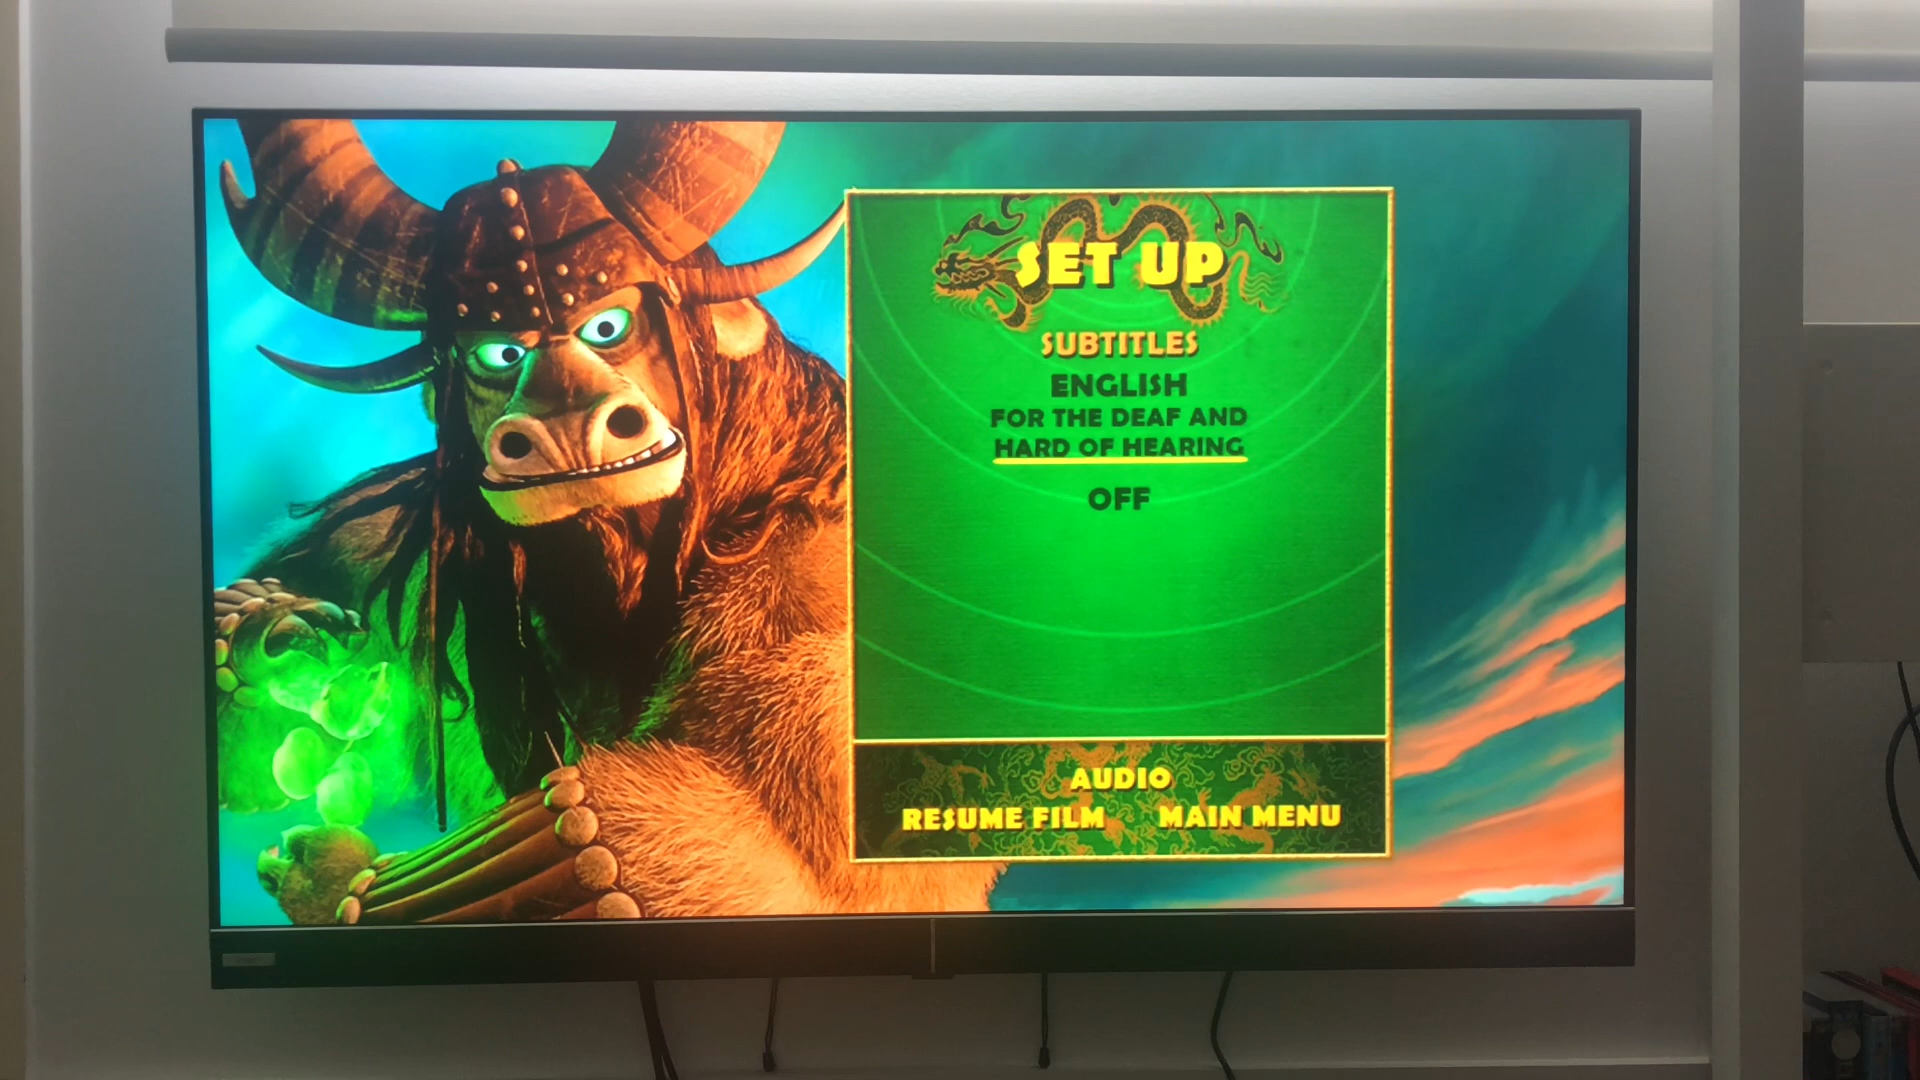 SET UP
SUBTITLES
ENGLISH
FOR THE DEAF AND
HARD OF HEARING
OFF
AUDIO
RESUME FILM MAIN MENU